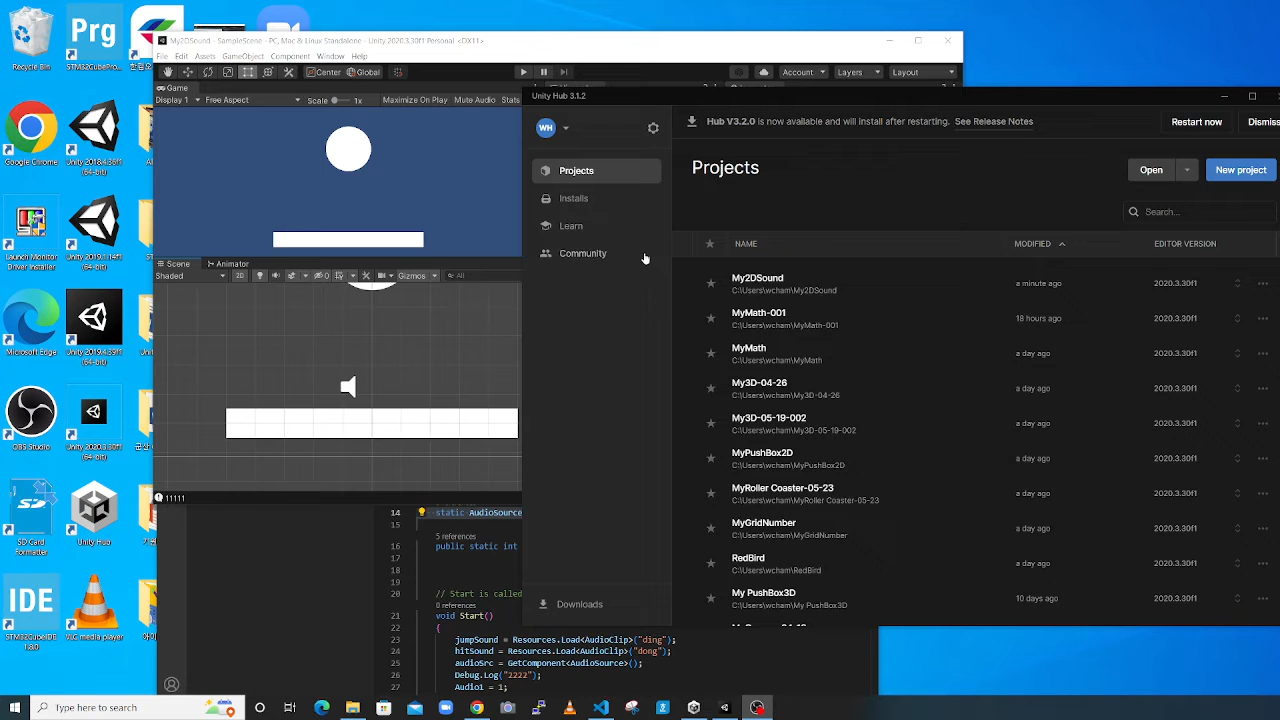 Recycle Bin
Prg
STM32CubePro...
Google Chrome
Unity 2018.4.36f1 (64-bit)
Launch Monitor Driver Installer
Unity 2019.1.14f1 (64-bit)
Microsoft Edge
Unity 2019.4.39f1 (64-bit)
OBS Studio
Unity 2020.3.30f1 (64-bit)
SD Card Formatter
Unity Hub
IDE
STM32CubeIDE 1.8.0
VLC media player
My2DSound - SampleScene - PC, Mac & Linux Standalone - Unity 2020.3.30f1 Personal <DX11>
File Edit Assets GameObject Component Window Help
Center Global
Account Layers Layout
Game
Display 1 Free Aspect Scale 1x Maximize On Play Mute Audio Stats
Scene Animator
Shaded 2D 0 Gizmos All
11111
14 static AudioSource
15
5 references
16 public static int
17
18
19
20 // Start is called
0 references
21 void Start()
22 {
23 jumpSound = Resources.Load<AudioClip>("ding");
24 hitSound = Resources.Load<AudioClip>("dong");
25 audioSrc = GetComponent<AudioSource>();
26 Debug.Log("2222");
27 Audio1 = 1;
Unity Hub 3.1.2
WH
Projects
Installs
Learn
Community
Downloads
Hub V3.2.0 is now available and will install after restarting. See Release Notes
Restart now
Dismiss
Projects
Open
New project
Search...
NAME MODIFIED EDITOR VERSION
My2DSound
C:\Users\wcham\My2DSound
a minute ago 2020.3.30f1
MyMath-001
C:\Users\wcham\MyMath-001
18 hours ago 2020.3.30f1
MyMath
C:\Users\wcham\MyMath
a day ago 2020.3.30f1
My3D-04-26
C:\Users\wcham\My3D-04-26
a day ago 2020.3.30f1
My3D-05-19-002
C:\Users\wcham\My3D-05-19-002
a day ago 2020.3.30f1
MyPushBox2D
C:\Users\wcham\MyPushBox2D
a day ago 2020.3.30f1
MyRoller Coaster-05-23
C:\Users\wcham\MyRoller Coaster-05-23
a day ago 2020.3.30f1
MyGridNumber
C:\Users\wcham\MyGridNumber
a day ago 2020.3.30f1
RedBird
C:\Users\wcham\RedBird
a day ago 2020.3.30f1
My PushBox3D
C:\Users\wcham\My PushBox3D
10 days ago 2020.3.30f1
Type here to search